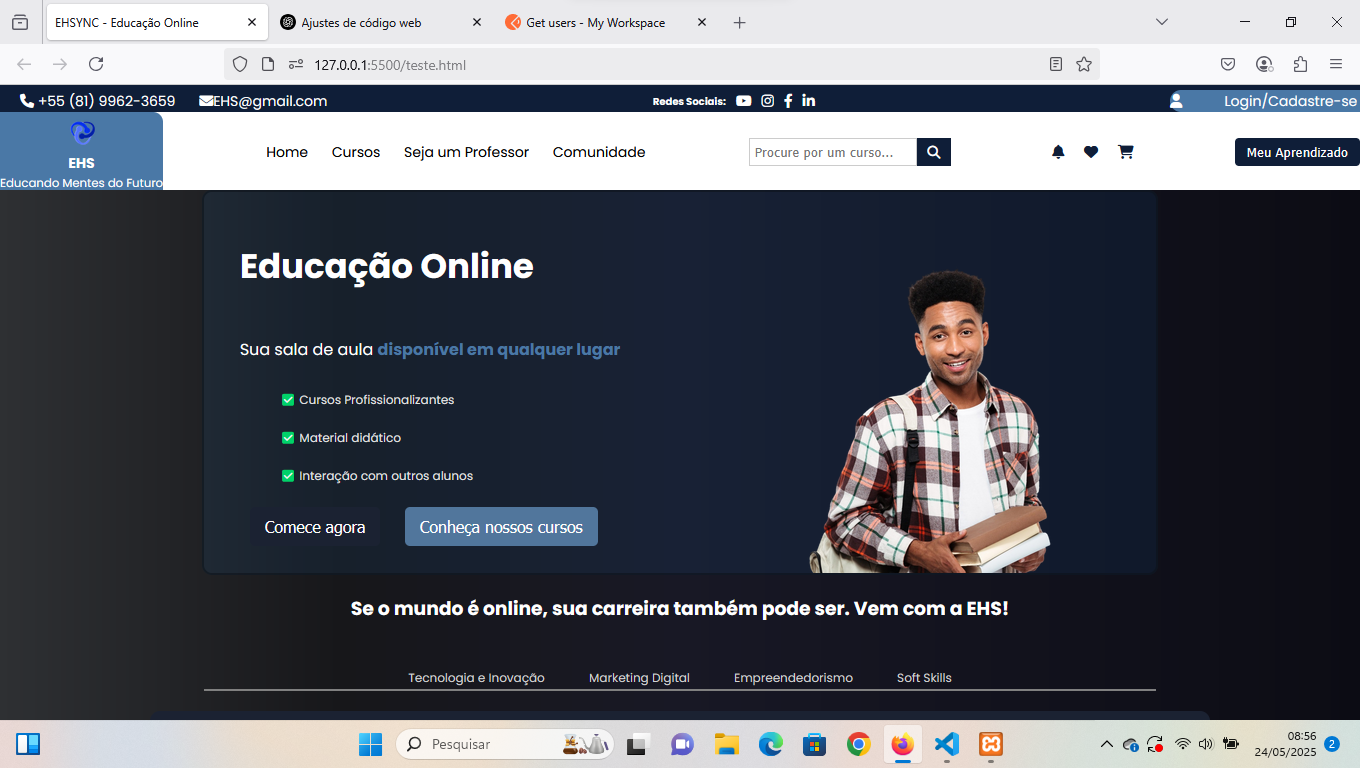 EHSYNC - Educação Online
Ajustes de código web
Get users - My Workspace
127.0.0.1:5500/teste.html
+55 (81) 9962-3659 EHS@gmail.com Redes Sociais: Login/Cadastre-se
EHS
Educando Mentes do Futuro
Home Cursos Seja um Professor Comunidade Procure por um curso... Meu Aprendizado
Educação Online
Sua sala de aula disponível em qualquer lugar
Cursos Profissionalizantes
Material didático
Interação com outros alunos
Comece agora Conheça nossos cursos
Se o mundo é online, sua carreira também pode ser. Vem com a EHS!
Tecnologia e Inovação Marketing Digital Empreendedorismo Soft Skills
Pesquisar
08:56
24/05/2025
2